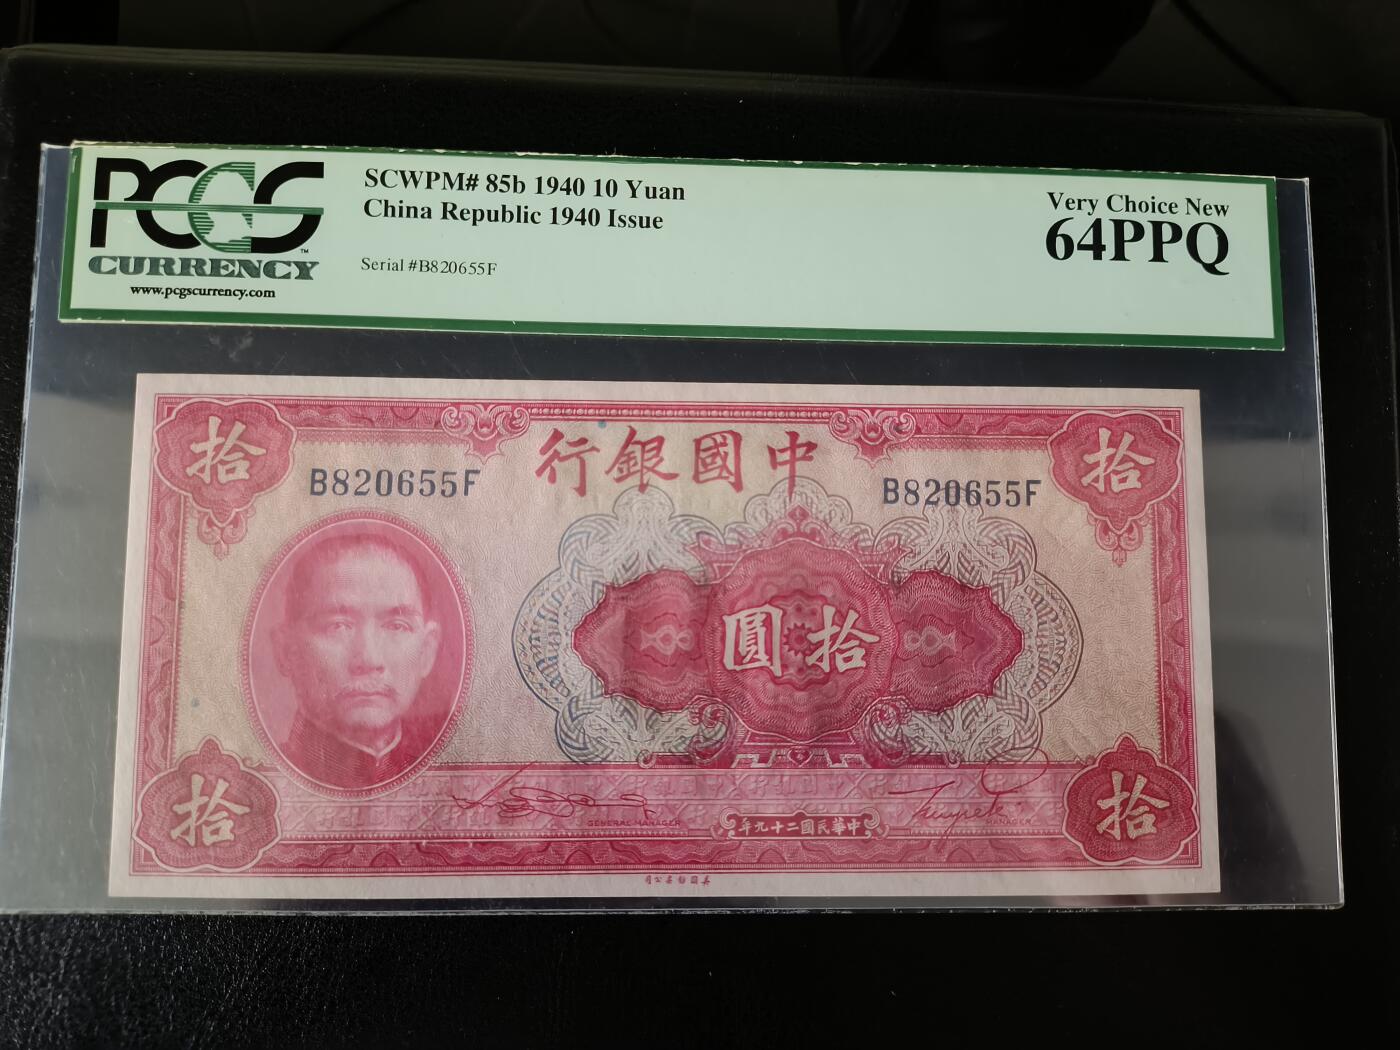 PCGS
CURRENCY
www.pcgscurrency.com
SCWPM# 85b 1940 10 Yuan
China Republic 1940 Issue
Serial #B820655F
Very Choice New
64PPQ
拾
行銀國中
拾
B820655F
B820655F
圓拾
拾
GENERAL MANAGER
年九十二國民華中
MANAGER
拾